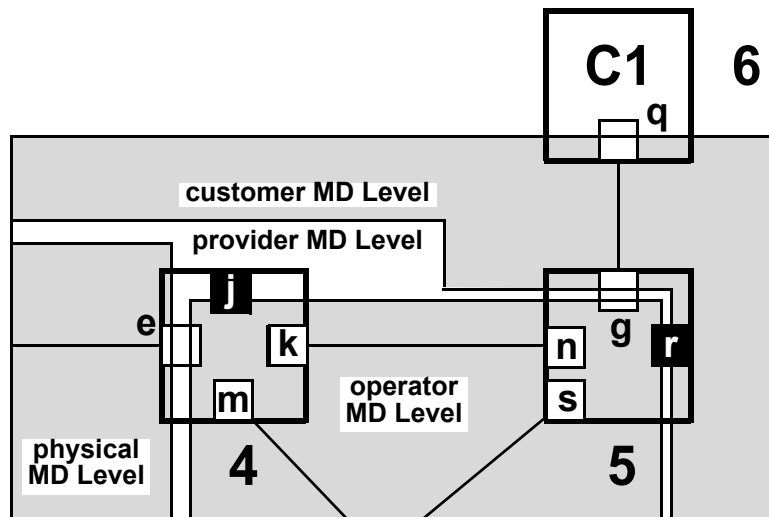 C1
6
q
customer MD Level
provider MD Level
j
e
k
n
g
r
operator
MD Level
m
s
physical
MD Level
4
5